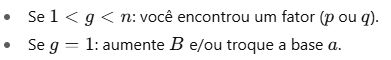 • Se 1 < g < n: você encontrou um fator (p ou q).
• Se g = 1: aumente B e/ou troque a base a.